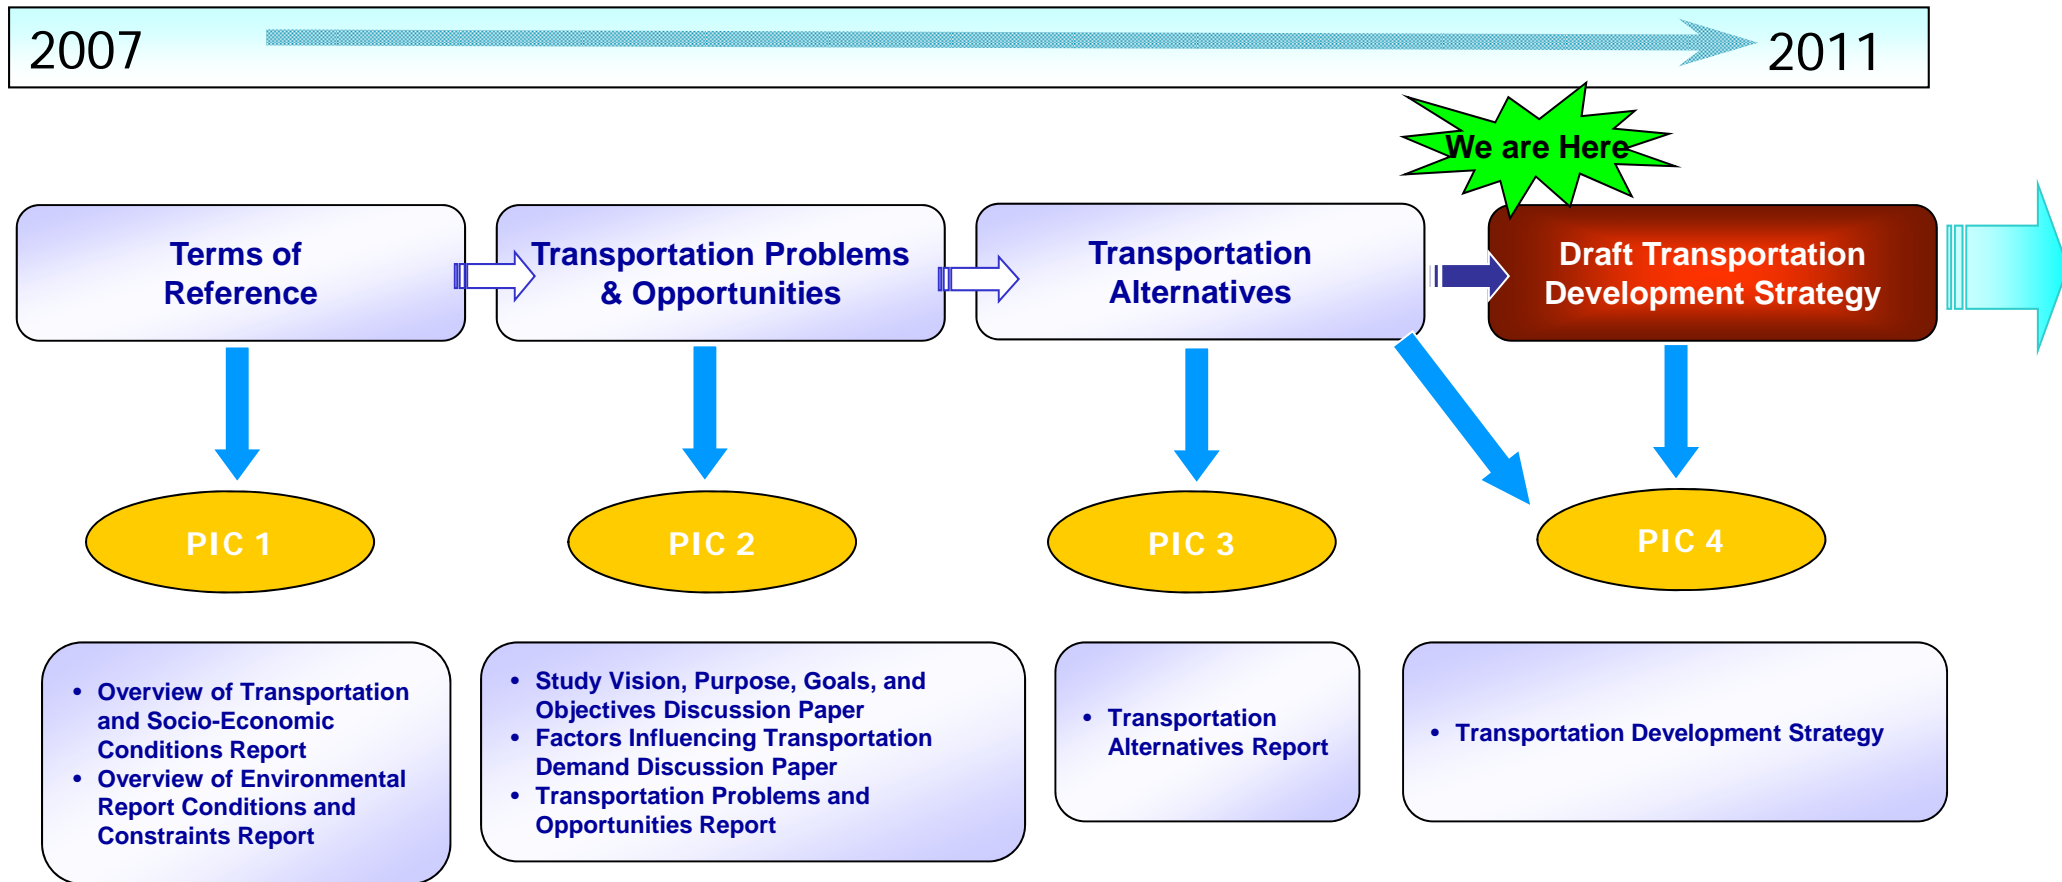 2007
2011
We are Here
Terms of
Reference
Transportation Problems
& Opportunities
Transportation
Alternatives
Draft Transportation
Development Strategy
PIC 1
PIC 2
PIC 3
PIC 4
• Overview of Transportation
and Socio-Economic
Conditions Report
• Overview of Environmental
Report Conditions and
Constraints Report
• Study Vision, Purpose, Goals, and
Objectives Discussion Paper
• Factors Influencing Transportation
Demand Discussion Paper
• Transportation Problems and
Opportunities Report
• Transportation
Alternatives Report
• Transportation Development Strategy